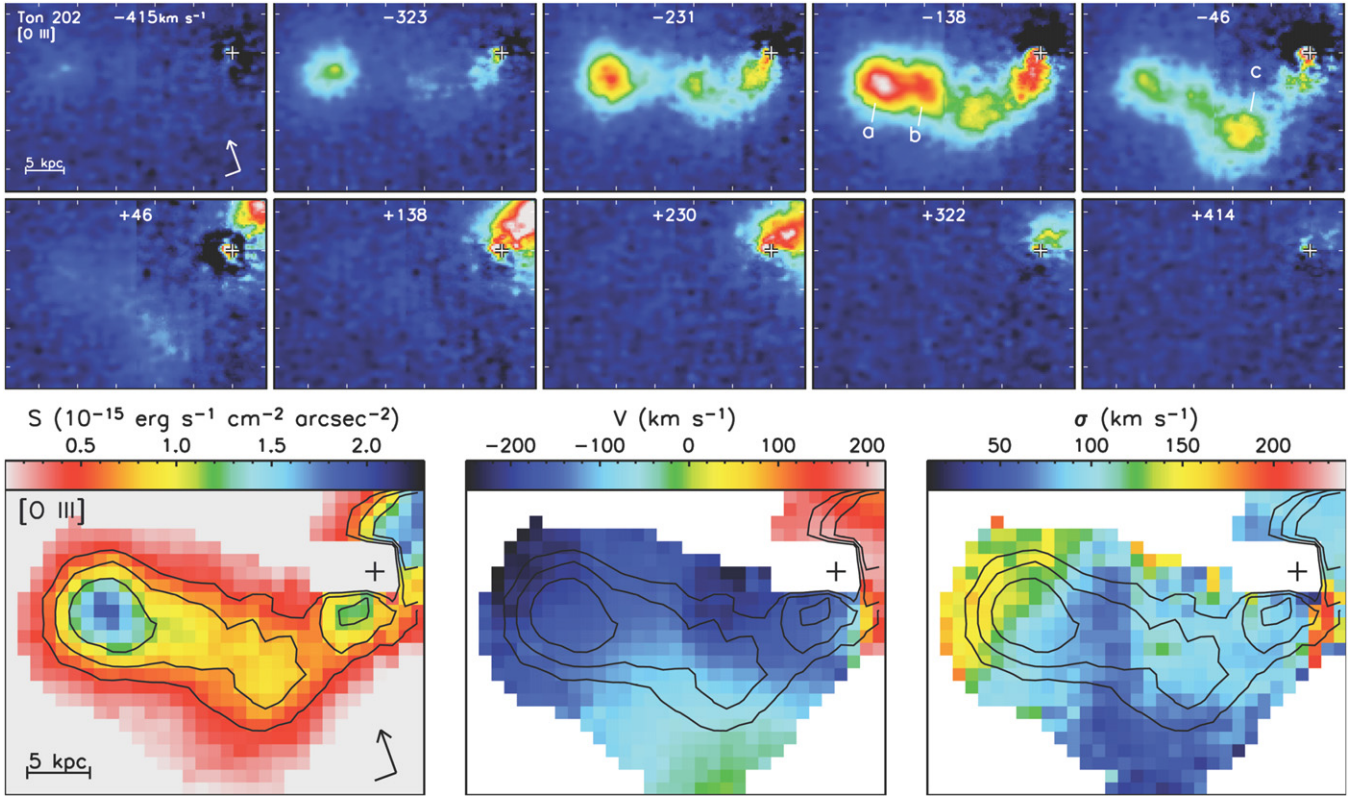 Ton 202 −415km s⁻¹
[O III]
5 kpc
−323
−231
−138
a
b
−46
c
+46
+138
+230
+322
+414
S (10⁻¹⁵ erg s⁻¹ cm⁻² arcsec⁻²)
0.5 1.0 1.5 2.0
[O III]
5 kpc
V (km s⁻¹)
−200 −100 0 100 200
σ (km s⁻¹)
50 100 150 200